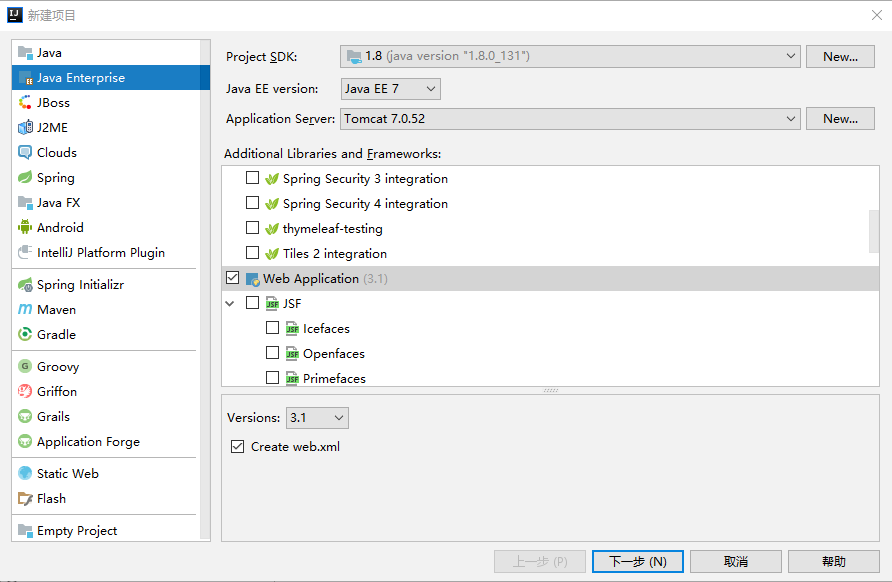 新建项目
Java
Java Enterprise
JBoss
J2ME
Clouds
Spring
Java FX
Android
IntelliJ Platform Plugin
Spring Initializr
Maven
Gradle
Groovy
Griffon
Grails
Application Forge
Static Web
Flash
Empty Project
Project SDK: 1.8 (java version "1.8.0_131") New...
Java EE version: Java EE 7
Application Server: Tomcat 7.0.52 New...
Additional Libraries and Frameworks:
Spring Security 3 integration
Spring Security 4 integration
thymeleaf-testing
Tiles 2 integration
Web Application (3.1)
JSF
Icefaces
Openfaces
Primefaces
Versions: 3.1
Create web.xml
上一步 (P) 下一步 (N) 取消 帮助